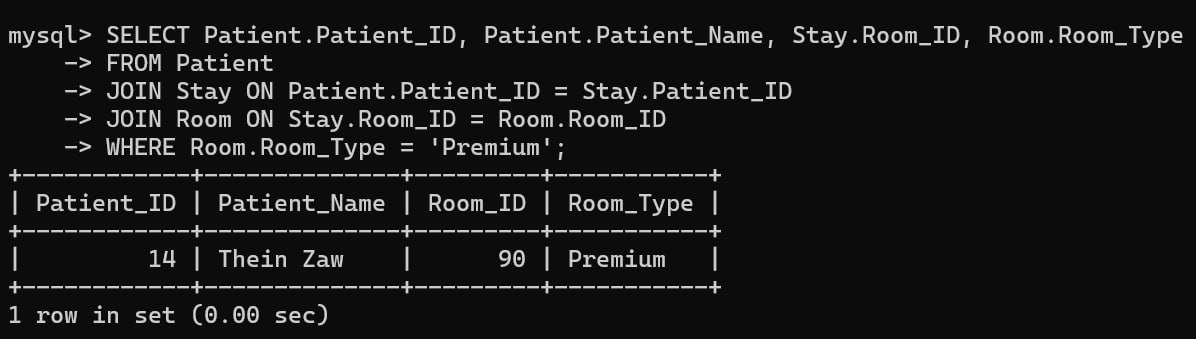 mysql> SELECT Patient.Patient_ID, Patient.Patient_Name, Stay.Room_ID, Room.Room_Type
    -> FROM Patient
    -> JOIN Stay ON Patient.Patient_ID = Stay.Patient_ID
    -> JOIN Room ON Stay.Room_ID = Room.Room_ID
    -> WHERE Room.Room_Type = 'Premium';
+------------+--------------+---------+-----------+
| Patient_ID | Patient_Name | Room_ID | Room_Type |
+------------+--------------+---------+-----------+
|         14 | Thein Zaw    |      90 | Premium   |
+------------+--------------+---------+-----------+
1 row in set (0.00 sec)